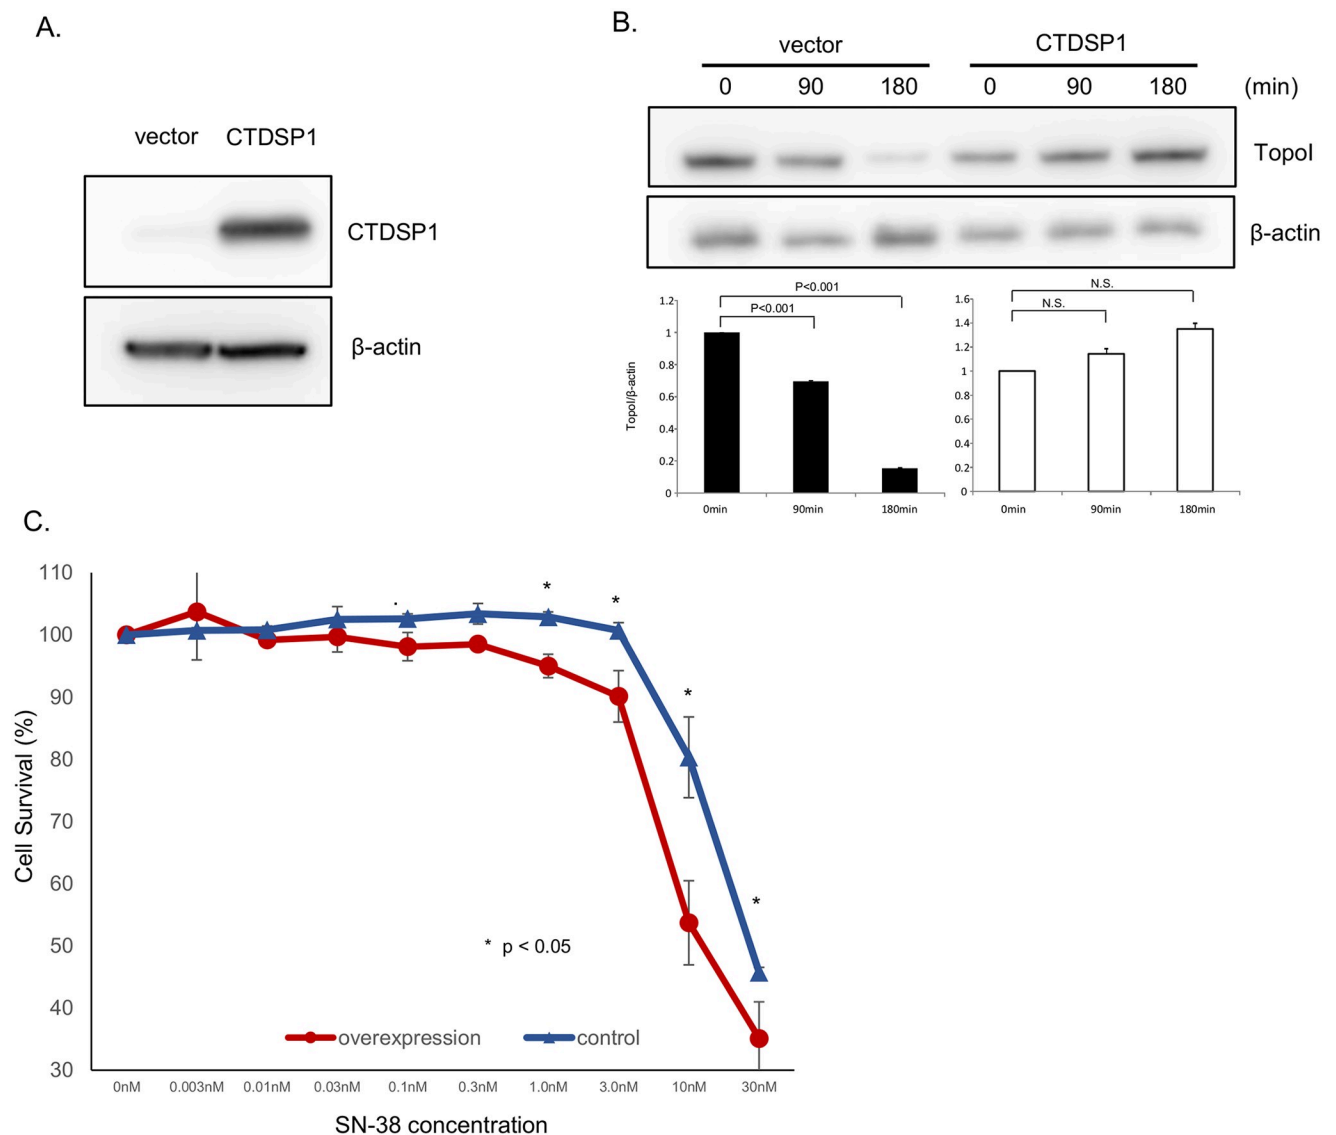 A.
vector CTDSP1
CTDSP1
β-actin
B.
vector CTDSP1
0 90 180 0 90 180 (min)
TopoI
β-actin
P<0.001
P<0.001
1.2
1
0.8
0.6
0.4
0.2
0
TopoI/β-actin
0min 90min 180min
N.S.
N.S.
1.6
1.4
1.2
1
0.8
0.6
0.4
0.2
0
0min 90min 180min
C.
110
100
90
80
70
60
50
40
30
Cell Survival (%)
*
*
*
*
* p < 0.05
overexpression control
0nM 0.003nM 0.01nM 0.03nM 0.1nM 0.3nM 1.0nM 3.0nM 10nM 30nM
SN-38 concentration